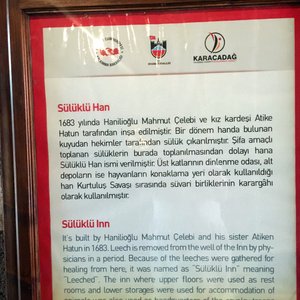 KARACADAĞ
Sülüklü Han
1683 yılında Hanilioğlu Mahmut Çelebi ve kız kardeşi Atike
Hatun tarafından inşa edilmiştir. Bir dönem handa bulunan
kuyudan hekimler tarafından sülük çıkarılmıştır. Şifa amaçlı
toplanan sülüklerin burada toplanılmasından dolayı hana
Sülüklü Han ismi verilmiştir. Üst katlarının dinlenme odası, alt
depoların ise hayvanların konaklama yeri olarak kullanıldığı
han Kurtuluş Savaşı sırasında süvari birliklerinin karargâhı
olarak kullanılmıştır.
Sülüklü Inn
It's built by Hanilioğlu Mahmut Çelebi and his sister Atiken
Hatun in 1683. Leech is removed from the well of the Inn by phy-
sicians in a period. Because of the leeches were gathered for
healing from here, it was named as "Sülüklü Inn" meaning
"Leeched". The inn where upper floors were used as rest
rooms and lower storages were used for accommodation of